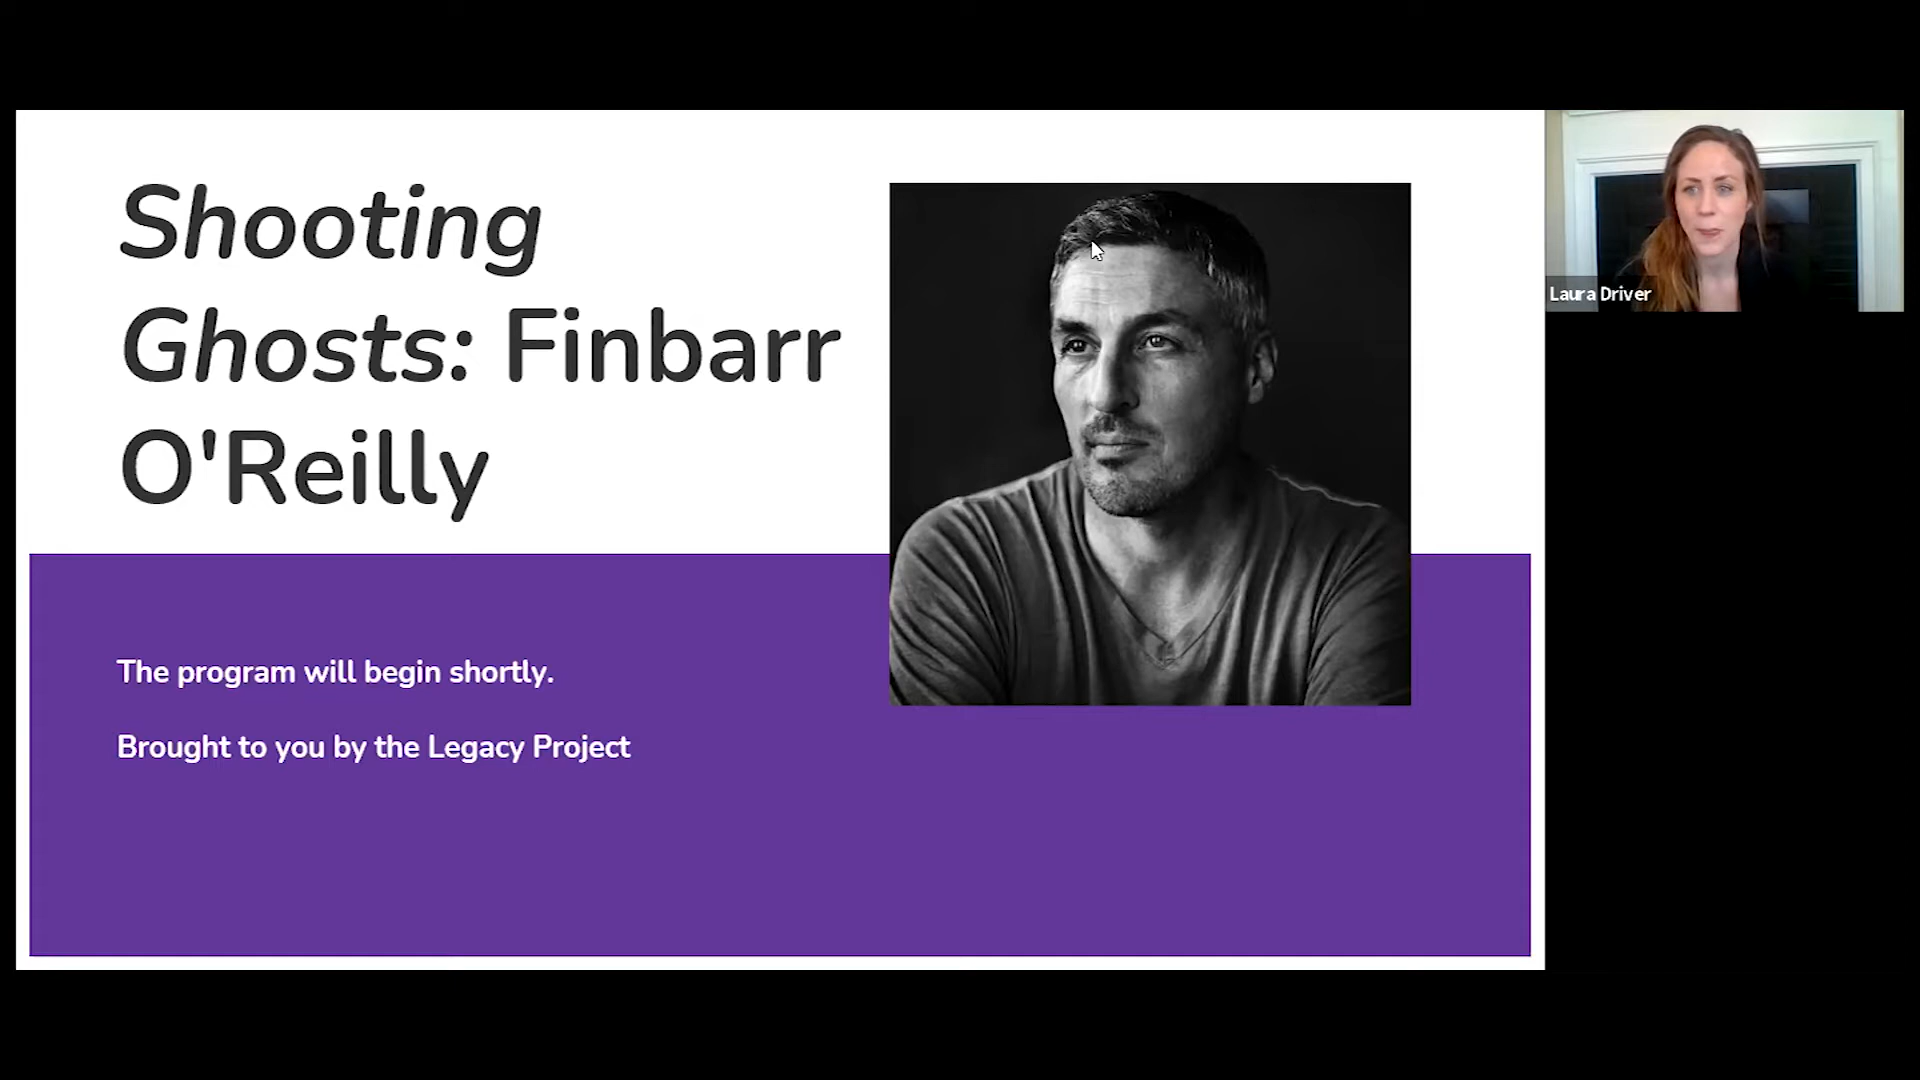 Shooting
Ghosts: Finbarr
O'Reilly
The program will begin shortly.
Brought to you by the Legacy Project
Laura Driver